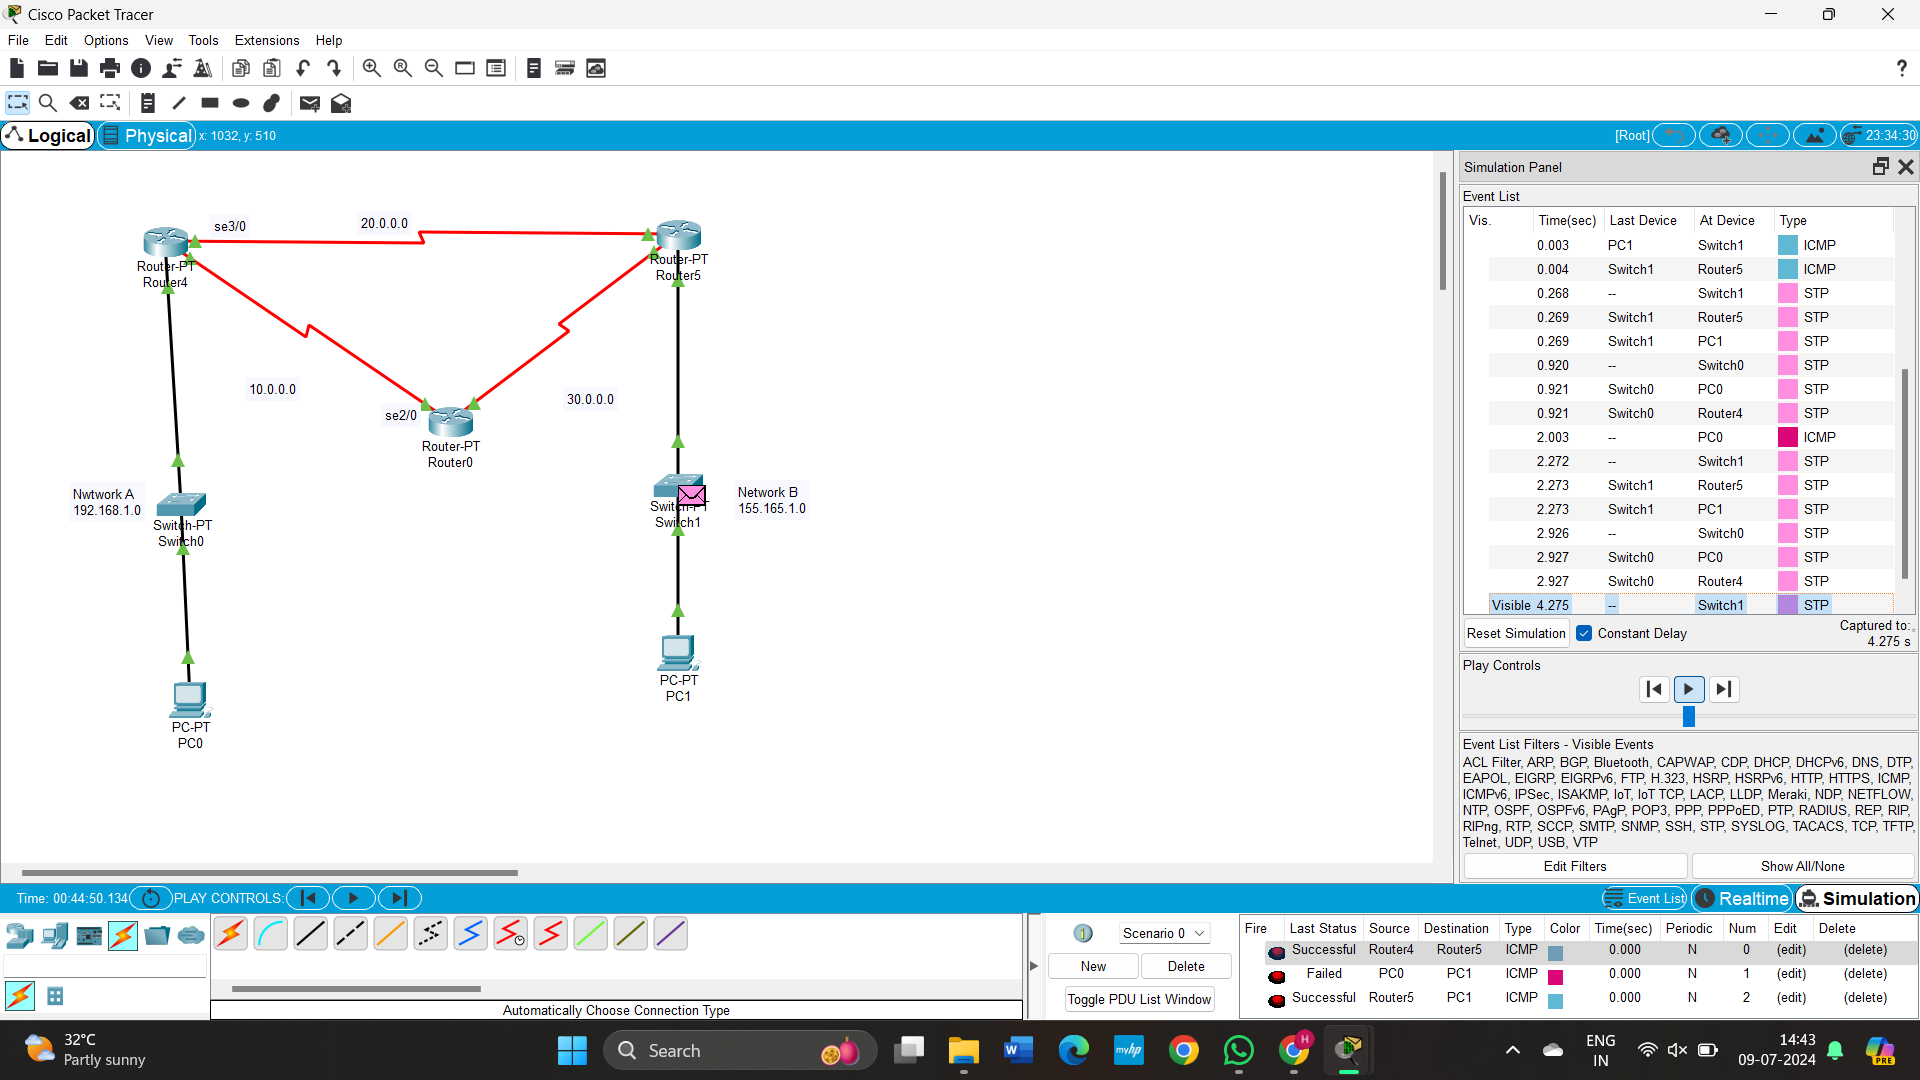 Cisco Packet Tracer
File Edit Options View Tools Extensions Help
Logical Physical x: 1032, y: 510 [Root] 23:34:30
se3/0
20.0.0.0
Router-PT
Router4
Router-PT
Router5
10.0.0.0
30.0.0.0
se2/0
Router-PT
Router0
Nwtwork A
192.168.1.0
Switch-PT
Switch0
Switch-PT
Switch1
Network B
155.165.1.0
PC-PT
PC1
PC-PT
PC0
Simulation Panel
Event List
Vis. Time(sec) Last Device At Device Type
0.003 PC1 Switch1 ICMP
0.004 Switch1 Router5 ICMP
0.268 -- Switch1 STP
0.269 Switch1 Router5 STP
0.269 Switch1 PC1 STP
0.920 -- Switch0 STP
0.921 Switch0 PC0 STP
0.921 Switch0 Router4 STP
2.003 -- PC0 ICMP
2.272 -- Switch1 STP
2.273 Switch1 Router5 STP
2.273 Switch1 PC1 STP
2.926 -- Switch0 STP
2.927 Switch0 PC0 STP
2.927 Switch0 Router4 STP
Visible 4.275 -- Switch1 STP
Reset Simulation Constant Delay Captured to:
4.275 s
Play Controls
Event List Filters - Visible Events
ACL Filter, ARP, BGP, Bluetooth, CAPWAP, CDP, DHCP, DHCPv6, DNS, DTP,
EAPOL, EIGRP, EIGRPv6, FTP, H.323, HSRP, HSRPv6, HTTP, HTTPS, ICMP,
ICMPv6, IPSec, ISAKMP, IoT, IoT TCP, LACP, LLDP, Meraki, NDP, NETFLOW,
NTP, OSPF, OSPFv6, PAgP, POP3, PPP, PPPoED, PTP, RADIUS, REP, RIP,
RIPng, RTP, SCCP, SMTP, SNMP, SSH, STP, SYSLOG, TACACS, TCP, TFTP,
Telnet, UDP, USB, VTP
Edit Filters Show All/None
Time: 00:44:50.134 PLAY CONTROLS: Event List Realtime Simulation
Automatically Choose Connection Type
Scenario 0
New Delete
Toggle PDU List Window
Fire Last Status Source Destination Type Color Time(sec) Periodic Num Edit Delete
Successful Router4 Router5 ICMP 0.000 N 0 (edit) (delete)
Failed PC0 PC1 ICMP 0.000 N 1 (edit) (delete)
Successful Router5 PC1 ICMP 0.000 N 2 (edit) (delete)
32°C
Partly sunny
Search
myhp
H
ENG
IN
14:43
09-07-2024
PRE